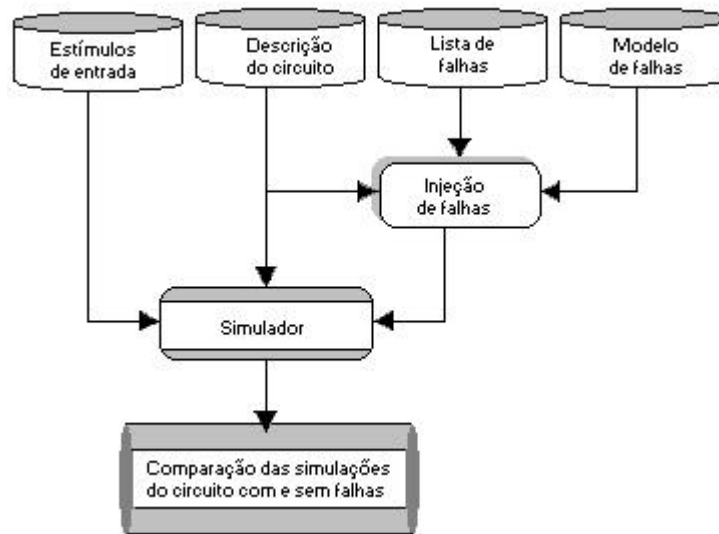 Estímulos
de entrada
Descrição
do circuito
Lista de
falhas
Modelo
de falhas
Injeção
de falhas
Simulador
Comparação das simulações
do circuito com e sem falhas